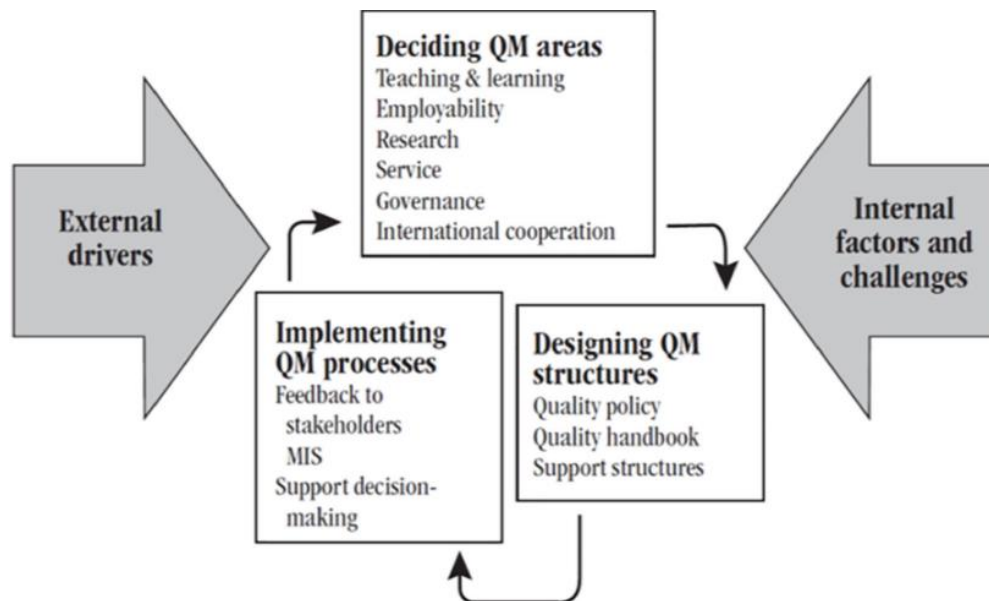 Deciding QM areas
Teaching & learning
Employability
Research
Service
Governance
International cooperation
External
drivers
Internal
factors and
challenges
Implementing
QM processes
Feedback to
stakeholders
MIS
Support decision-
making
Designing QM
structures
Quality policy
Quality handbook
Support structures